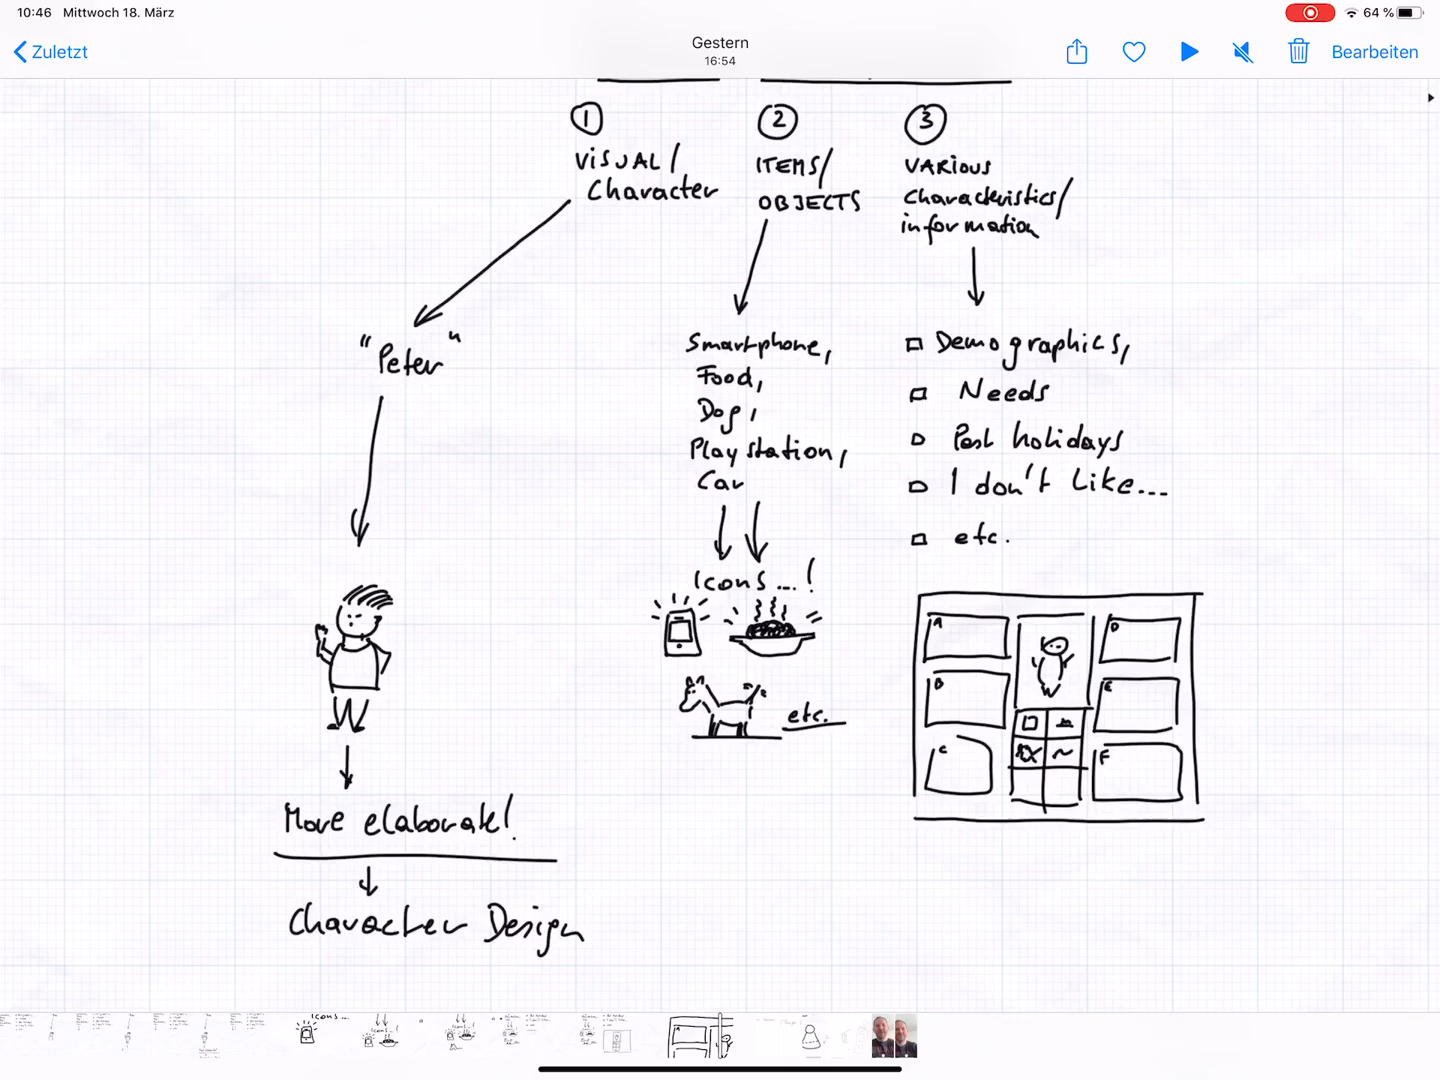 10:46 Mittwoch 18. März
64 %
Zuletzt
Gestern
16:54
Bearbeiten
1
VISUAL/
Character
2
ITEMS/
OBJECTS
3
VARIOUS
Characteristics/
information
"Peter"
More elaborate!
Character Design
Smartphone,
Food,
Dog,
Playstation,
Car
Icons...!
etc.
Demographics,
Needs
Past holidays
I don't like...
etc.
A
B
C
D
E
F